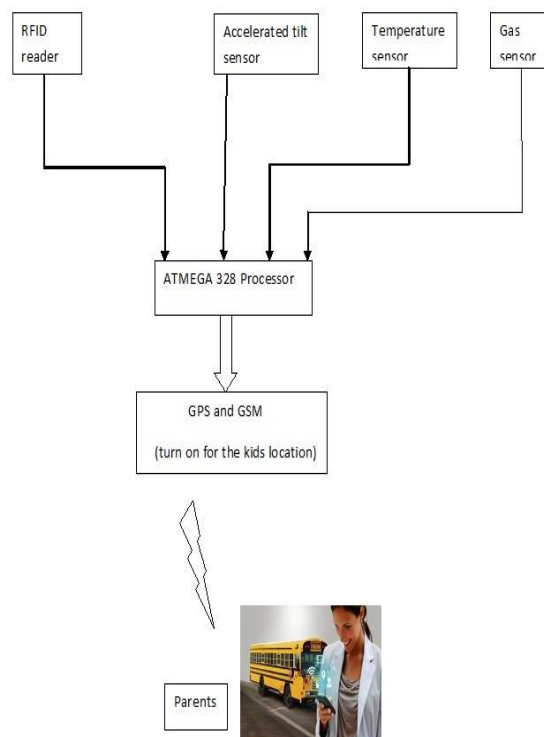 RFID
reader
Accelerated tilt
sensor
Temperature
sensor
Gas
sensor
ATMEGA 328 Processor
GPS and GSM
(turn on for the kids location)
Parents